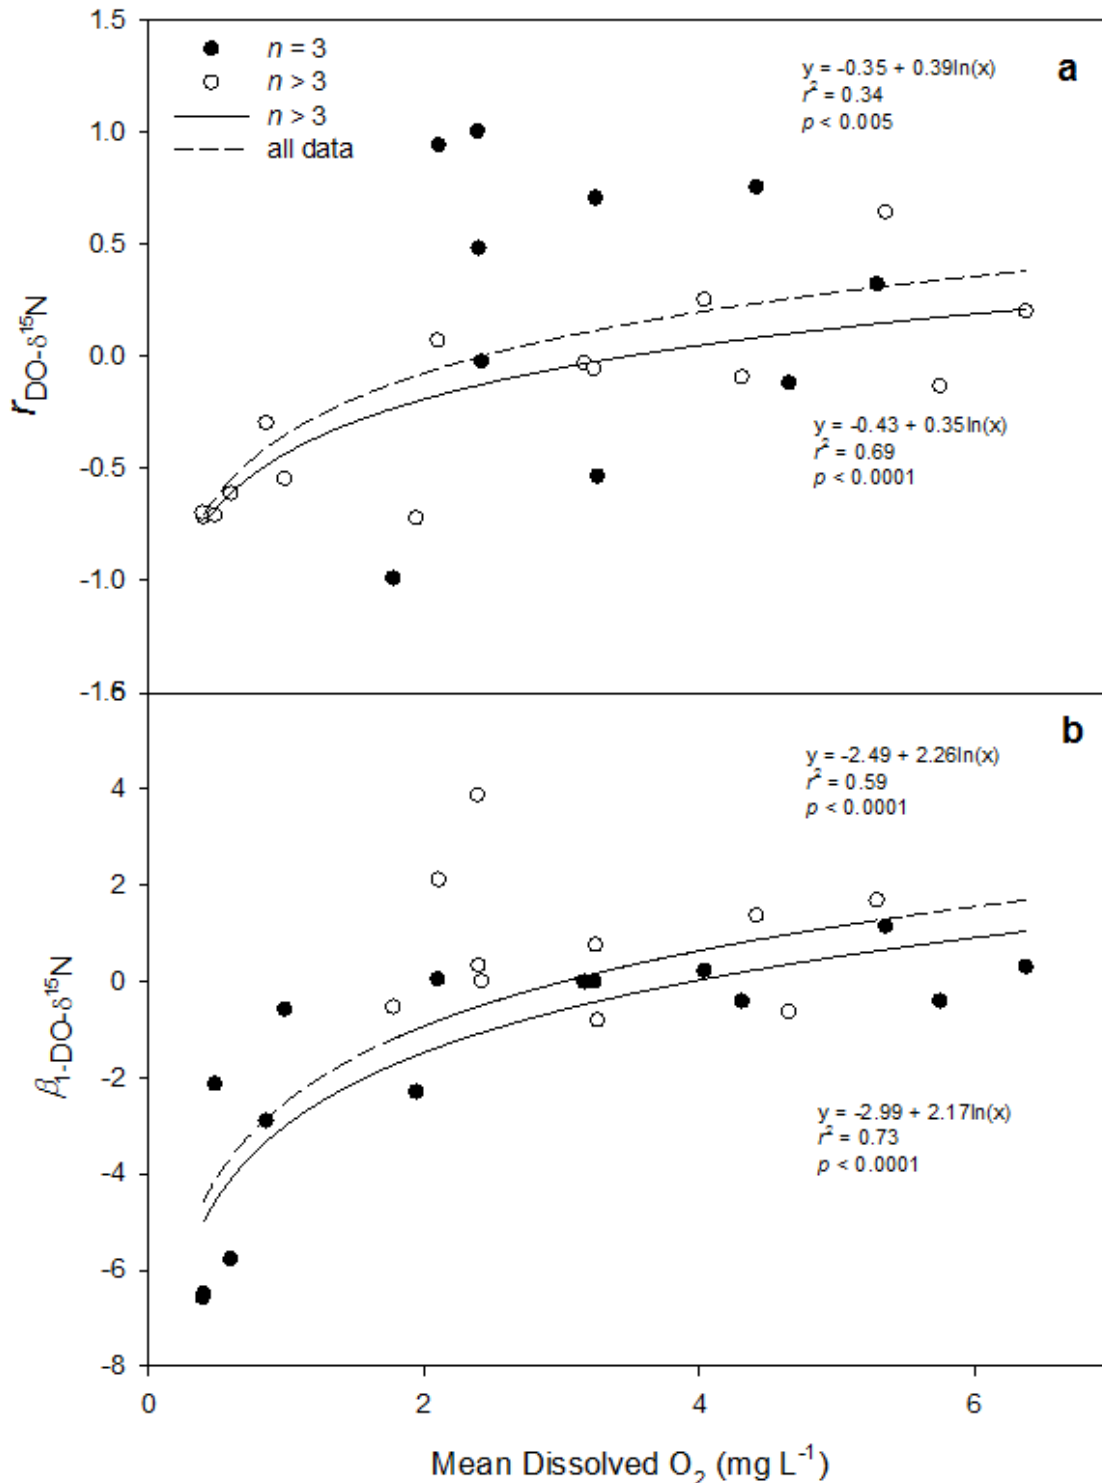 1.5
n = 3
n > 3
n > 3
all data
y = -0.35 + 0.39ln(x)
r² = 0.34
p < 0.005
a
1.0
0.5
0.0
-0.5
-1.0
r DO-δ¹⁵N
y = -0.43 + 0.35ln(x)
r² = 0.69
p < 0.0001
-1.6
b
y = -2.49 + 2.26ln(x)
r² = 0.59
p < 0.0001
4
2
0
-2
-4
-6
-8
β1-DO-δ¹⁵N
y = -2.99 + 2.17ln(x)
r² = 0.73
p < 0.0001
0 2 4 6
Mean Dissolved O₂ (mg L⁻¹)